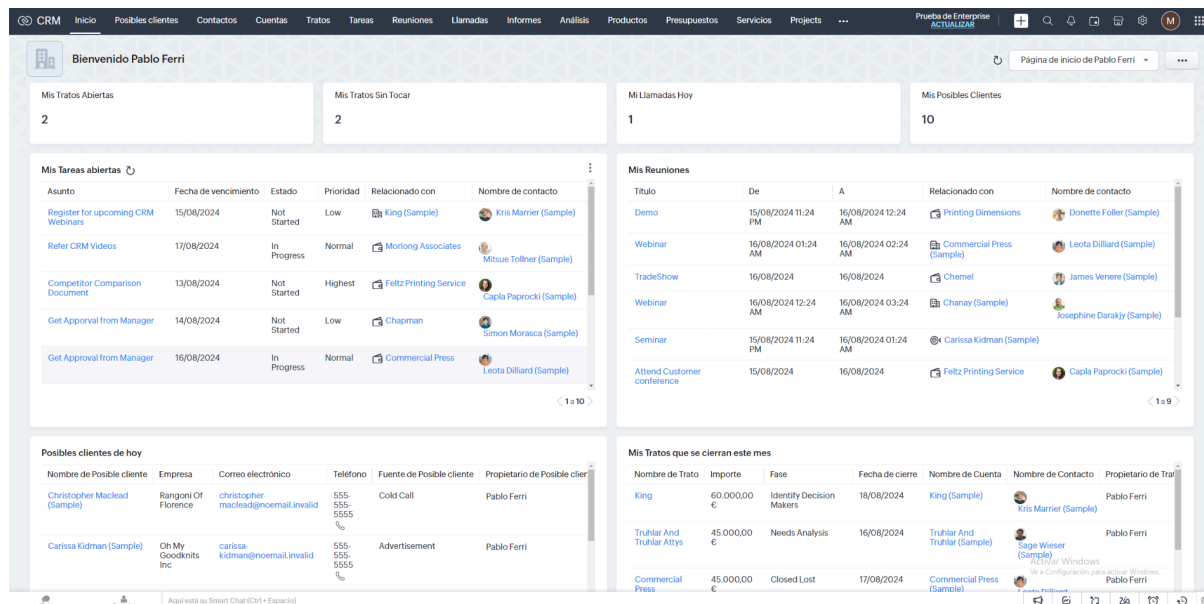 CRM Inicio Posibles clientes Contactos Cuentas Tratos Tareas Reuniones Llamadas Informes Análisis Productos Presupuestos Servicios Projects ... Prueba de Enterprise
ACTUALIZAR
M
Bienvenido Pablo Ferri
Página de inicio de Pablo Ferri
Mis Tratos Abiertas
2
Mis Tratos Sin Tocar
2
Mi Llamadas Hoy
1
Mis Posibles Clientes
10
Mis Tareas abiertas
Asunto Fecha de vencimiento Estado Prioridad Relacionado con Nombre de contacto
Register for upcoming CRM 15/08/2024 Not Low King (Sample) Kris Marrier (Sample)
Webinars Started
Refer CRM Videos 17/08/2024 In Normal Morlong Associates
Progress Mitsue Tollner (Sample)
Competitor Comparison 13/08/2024 Not Highest Feltz Printing Service
Document Started Capla Paprocki (Sample)
Get Apporval from Manager 14/08/2024 Not Low Chapman
Started Simon Morasca (Sample)
Get Approval from Manager 16/08/2024 In Normal Commercial Press
Progress Leota Dilliard (Sample)
1 a 10
Mis Reuniones
Título De A Relacionado con Nombre de contacto
Demo 15/08/2024 11:24 16/08/2024 12:24 Printing Dimensions Donette Foller (Sample)
PM AM
Webinar 16/08/2024 01:24 16/08/2024 02:24 Commercial Press Leota Dilliard (Sample)
AM AM (Sample)
TradeShow 16/08/2024 16/08/2024 Chemel James Venere (Sample)
Webinar 16/08/2024 12:24 16/08/2024 03:24 Chanay (Sample)
AM AM Josephine Darakjy (Sample)
Seminar 15/08/2024 11:24 16/08/2024 01:24 Carissa Kidman (Sample)
PM AM
Attend Customer 15/08/2024 16/08/2024 Feltz Printing Service Capla Paprocki (Sample)
conference
1 a 9
Posibles clientes de hoy
Nombre de Posible cliente Empresa Correo electrónico Teléfono Fuente de Posible cliente Propietario de Posible clien
Christopher Maclead Rangoni Of christopher- 555- Cold Call Pablo Ferri
(Sample) Florence maclead@noemail.invalid 555-
5555
Carissa Kidman (Sample) Oh My carissa- 555- Advertisement Pablo Ferri
Goodknits kidman@noemail.invalid 555-
Inc 5555
Mis Tratos que se cierran este mes
Nombre de Trato Importe Fase Fecha de cierre Nombre de Cuenta Nombre de Contacto Propietario de Trat
King 60.000,00 Identify Decision 18/08/2024 King (Sample) Pablo Ferri
€ Makers Kris Marrier (Sample)
Truhlar And 45.000,00 Needs Analysis 16/08/2024 Truhlar And Pablo Ferri
Truhlar Attys € Truhlar (Sample) Sage Wieser
(Sample)
Commercial 45.000,00 Closed Lost 17/08/2024 Commercial Press Pablo Ferri
Press € (Sample) Leota Dilliard
Activar Windows
Ve a Configuración para activar Windows.
Aquí está su Smart Chat (Ctrl + Espacio)